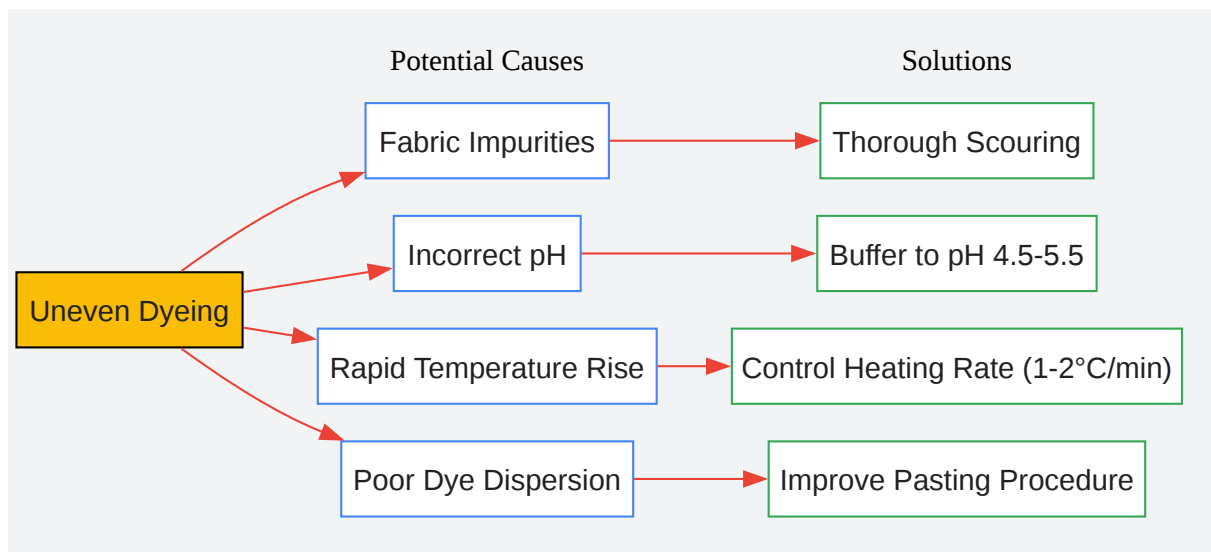 Potential Causes
Solutions
Fabric Impurities
Thorough Scouring
Incorrect pH
Buffer to pH 4.5-5.5
Uneven Dyeing
Rapid Temperature Rise
Control Heating Rate (1-2°C/min)
Poor Dye Dispersion
Improve Pasting Procedure